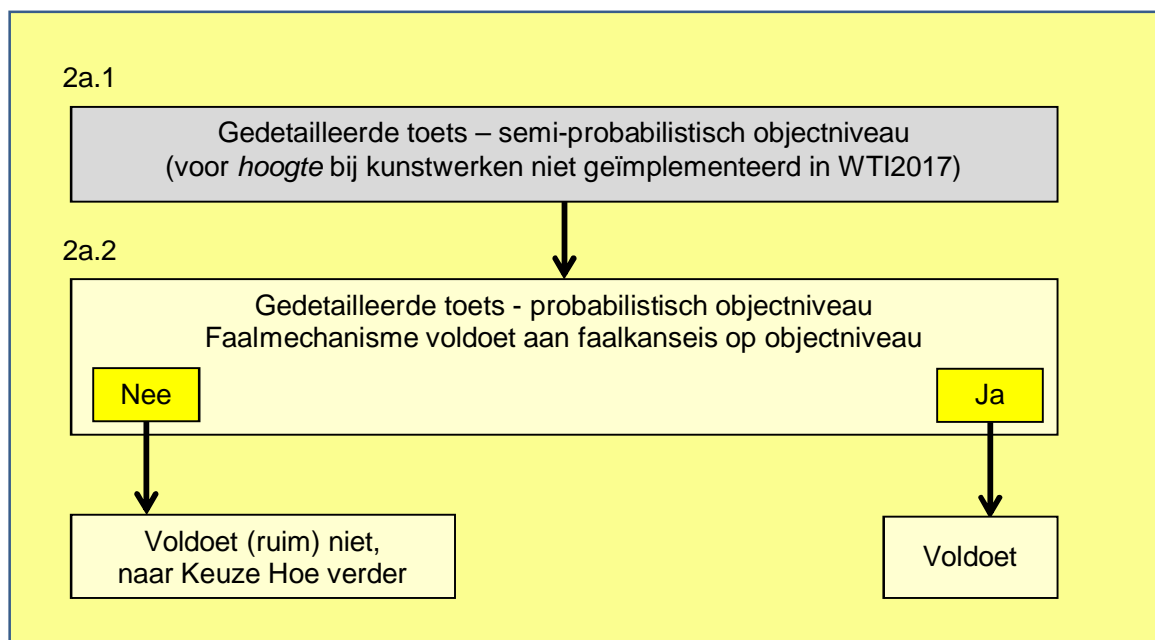 2a.1
Gedetailleerde toets – semi-probabilistisch objectniveau
(voor hoogte bij kunstwerken niet geïmplementeerd in WTI2017)
2a.2
Gedetailleerde toets - probabilistisch objectniveau
Faalmechanisme voldoet aan faalkanseis op objectniveau
Nee
Ja
Voldoet (ruim) niet,
naar Keuze Hoe verder
Voldoet